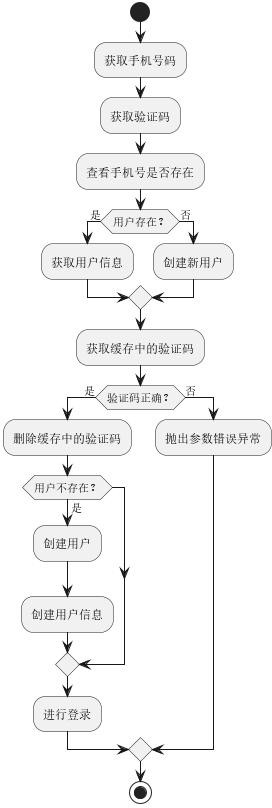 获取手机号码
获取验证码
查看手机号是否存在
是
用户存在？
否
获取用户信息
创建新用户
获取缓存中的验证码
是
验证码正确？
否
删除缓存中的验证码
抛出参数错误异常
用户不存在？
是
创建用户
创建用户信息
进行登录